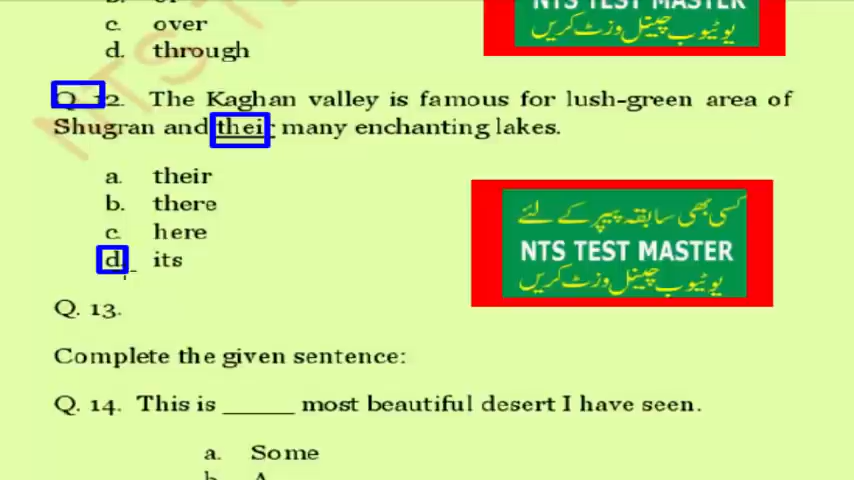 c. over
NTS TEST MASTER
یوٹیوب چینل وزٹ کریں
d. through
Q. 12. The Kaghan valley is famous for lush-green area of
Shugran and their many enchanting lakes.
a. their
b. there
c. here
d. its
کسی بھی سابقہ پیپر کے لئے
NTS TEST MASTER
یوٹیوب چینل وزٹ کریں
Q. 13.
Complete the given sentence:
Q. 14. This is _____ most beautiful desert I have seen.
a. Some